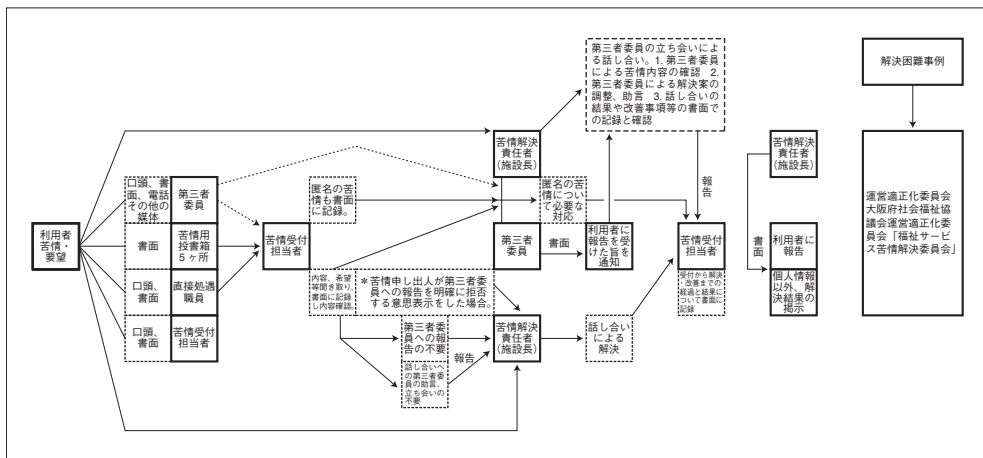 利用者
苦情・
要望
口頭、書
面、電話
その他の
媒体
第三者
委員
書面
苦情用
投書箱
5ヶ所
口頭、
書面
直接処遇
職員
口頭、
書面
苦情受付
担当者
苦情受付
担当者
匿名の苦
情も書面
に記録。
内容、希望
等聞き取り、
書面に記録
し内容確認。
＊苦情申し出人が第三者委
員への報告を明確に拒否
する意思表示をした場合。
第三者委
員への報
告の不要
話し合いへ
の第三者委
員の助言、
立ち会いの
不要
報告
苦情解決
責任者
(施設長)
匿名の苦
情につい
て必要な
対応
第三者
委員
書面
利用者に
報告を受
けた旨を
通知
苦情解決
責任者
(施設長)
話し合い
による
解決
第三者委員の立ち会いによ
る話し合い。1. 第三者委員
による苦情内容の確認 2.
第三者委員による解決案の
調整、助言 3. 話し合いの
結果や改善事項等の書面で
の記録と確認
報告
苦情受付
担当者
受付から解決
・改善までの
経過と結果に
ついて書面に
記録
苦情解決
責任者
(施設長)
書面
利用者に
報告
個人情報
以外、解
決結果の
掲示
解決困難事例
運営適正化委員会
大阪府社会福祉協
議会運営適正化委
員会「福祉サービ
ス苦情解決委員会」